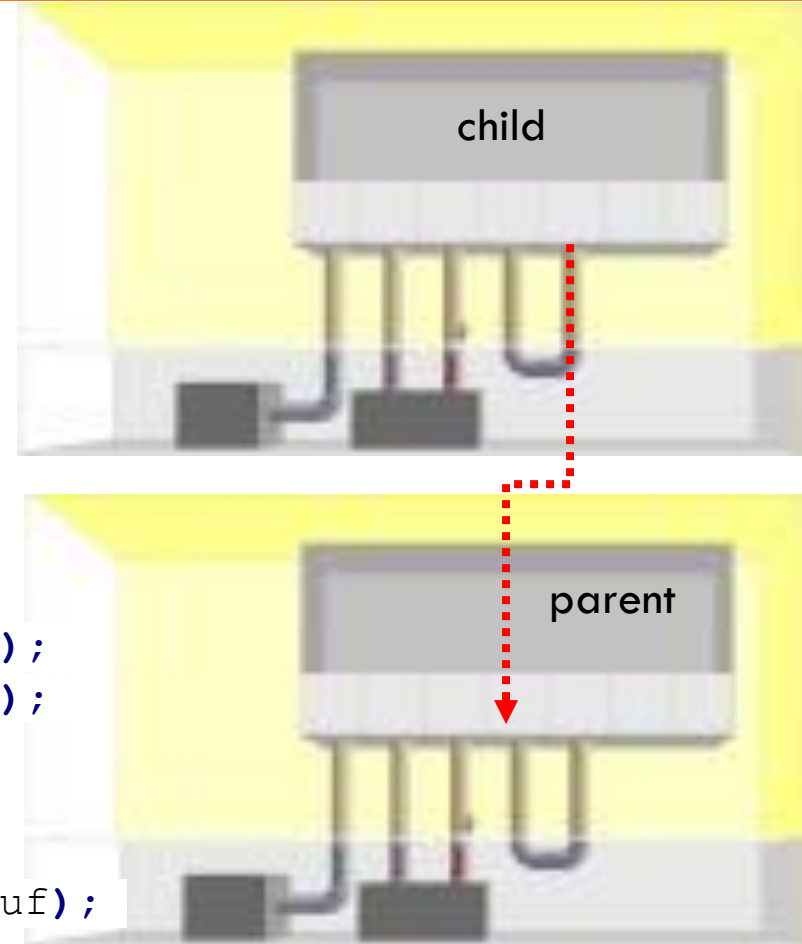 child
parent
);
);
uf);